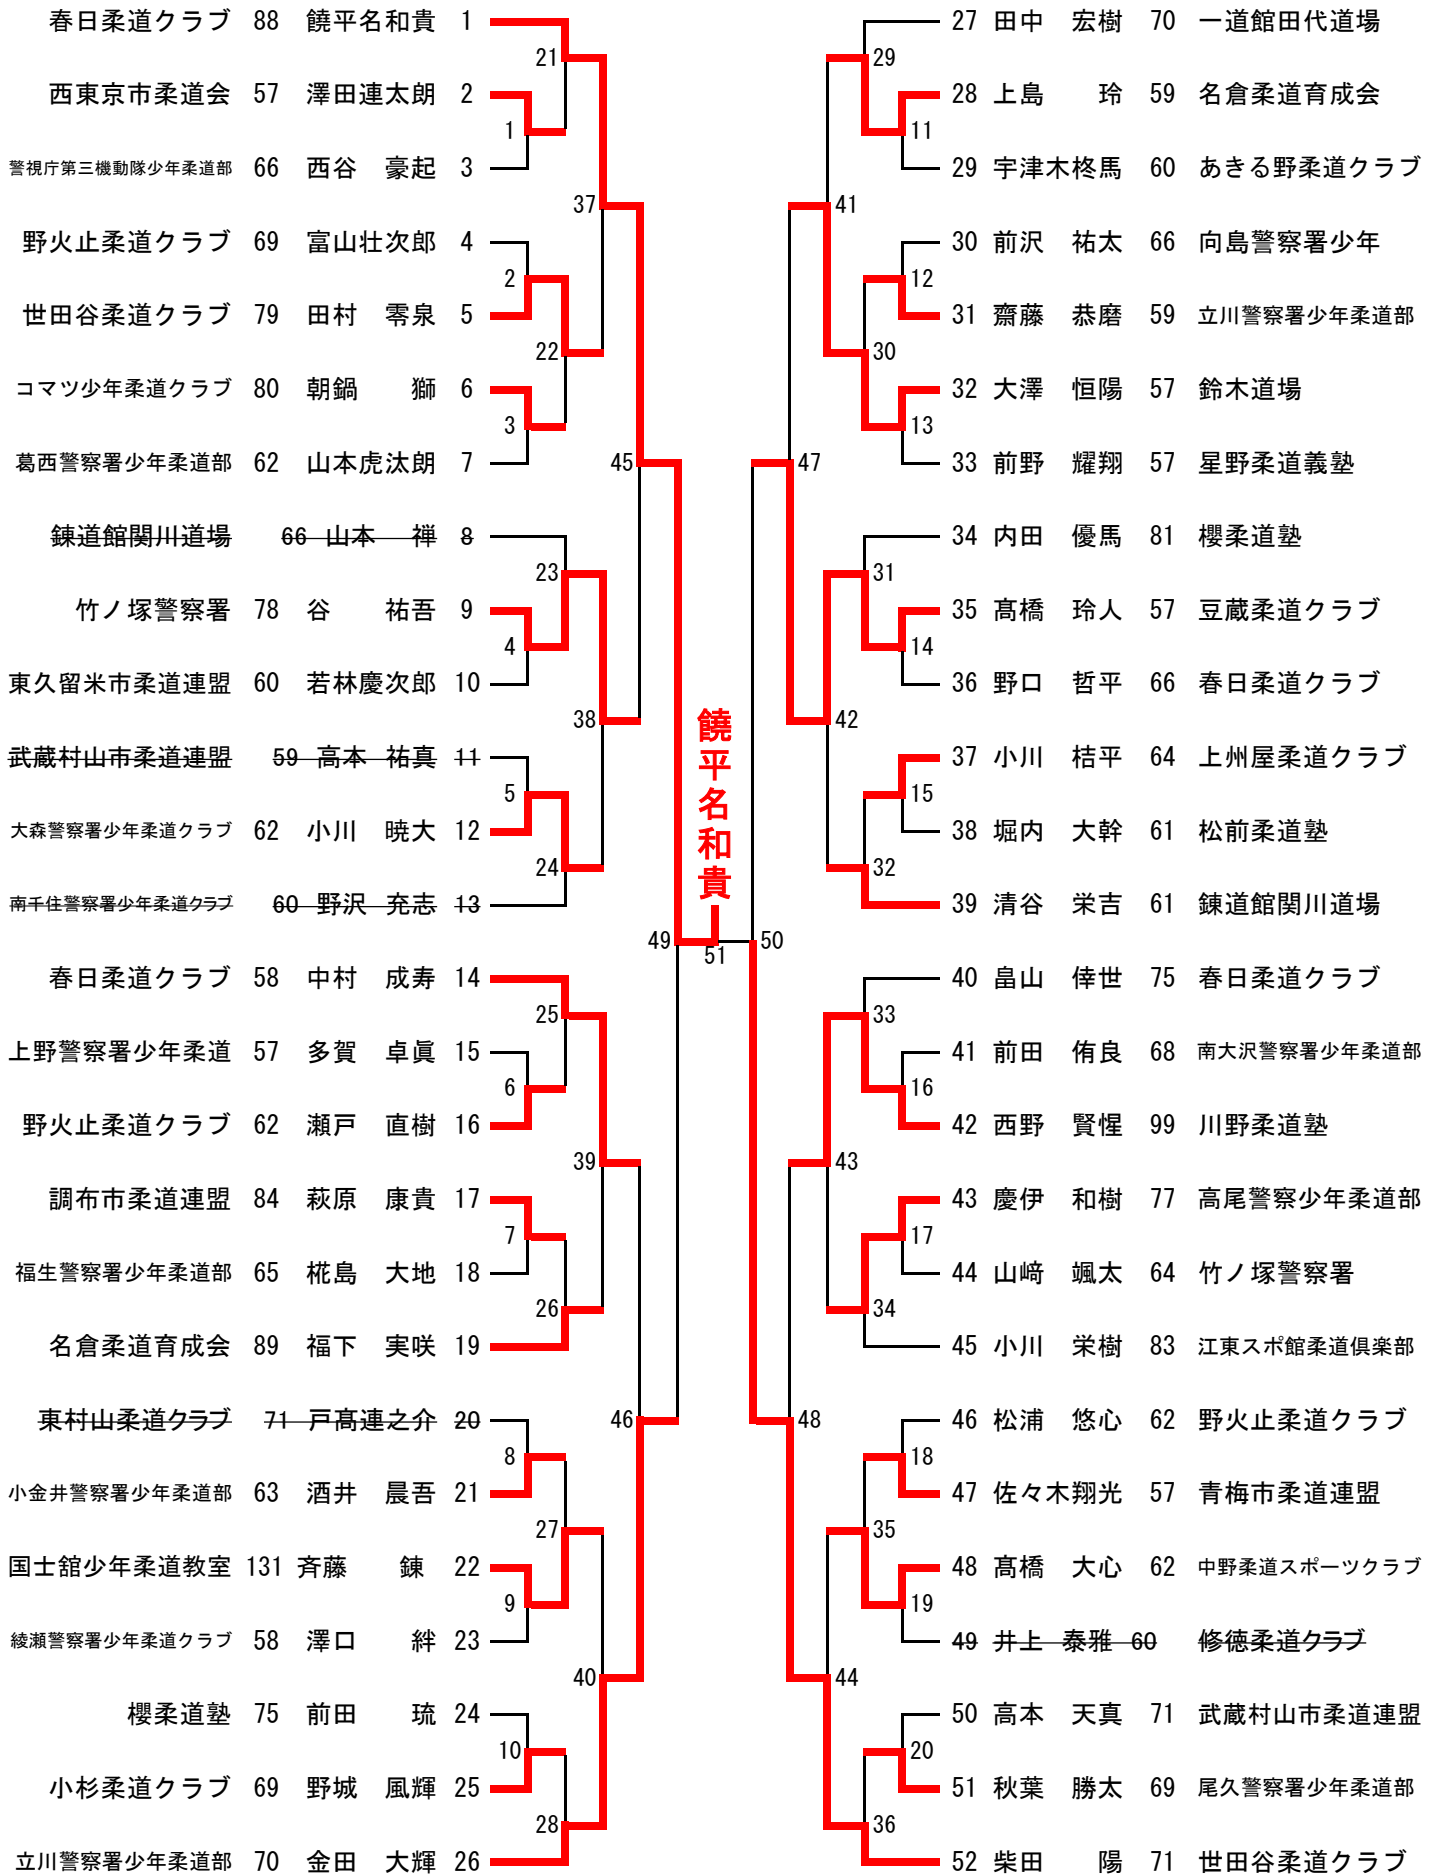 春日柔道クラブ 88 饒平名和貴 1
西東京市柔道会 57 澤田連太朗 2
警視庁第三機動隊少年柔道部 66 西谷 豪起 3
野火止柔道クラブ 69 富山壮次郎 4
世田谷柔道クラブ 79 田村 零泉 5
コマツ少年柔道クラブ 80 朝鍋 獅 6
葛西警察署少年柔道部 62 山本虎汰朗 7
錬道館関川道場 66 山本 禅 8
竹ノ塚警察署 78 谷 祐吾 9
東久留米市柔道連盟 60 若林慶次郎 10
武蔵村山市柔道連盟 59 高本 祐真 11
大森警察署少年柔道クラブ 62 小川 暁大 12
南千住警察署少年柔道クラブ 60 野沢 充志 13
春日柔道クラブ 58 中村 成寿 14
上野警察署少年柔道 57 多賀 卓眞 15
野火止柔道クラブ 62 瀬戸 直樹 16
調布市柔道連盟 84 萩原 康貴 17
福生警察署少年柔道部 65 椛島 大地 18
名倉柔道育成会 89 福下 実咲 19
東村山柔道クラブ 71 戸髙連之介 20
小金井警察署少年柔道部 63 酒井 晨吾 21
国士舘少年柔道教室 131 斉藤 錬 22
綾瀬警察署少年柔道クラブ 58 澤口 絆 23
櫻柔道塾 75 前田 琉 24
小杉柔道クラブ 69 野城 風輝 25
立川警察署少年柔道部 70 金田 大輝 26
1
2
3
4
5
6
7
8
9
10
21
22
23
24
25
26
27
28
37
38
39
40
45
46
49
饒平名和貴
51
50
47
48
41
42
43
44
29
30
31
32
33
34
35
36
11
12
13
14
15
16
17
18
19
20
27 田中 宏樹 70 一道館田代道場
28 上島 玲 59 名倉柔道育成会
29 宇津木柊馬 60 あきる野柔道クラブ
30 前沢 祐太 66 向島警察署少年
31 齋藤 恭磨 59 立川警察署少年柔道部
32 大澤 恒陽 57 鈴木道場
33 前野 耀翔 57 星野柔道義塾
34 内田 優馬 81 櫻柔道塾
35 髙橋 玲人 57 豆蔵柔道クラブ
36 野口 哲平 66 春日柔道クラブ
37 小川 桔平 64 上州屋柔道クラブ
38 堀内 大幹 61 松前柔道塾
39 清谷 栄吉 61 錬道館関川道場
40 畠山 倖世 75 春日柔道クラブ
41 前田 侑良 68 南大沢警察署少年柔道部
42 西野 賢惺 99 川野柔道塾
43 慶伊 和樹 77 高尾警察少年柔道部
44 山﨑 颯太 64 竹ノ塚警察署
45 小川 栄樹 83 江東スポ館柔道倶楽部
46 松浦 悠心 62 野火止柔道クラブ
47 佐々木翔光 57 青梅市柔道連盟
48 髙橋 大心 62 中野柔道スポーツクラブ
49 井上 泰雅 60 修徳柔道クラブ
50 高本 天真 71 武蔵村山市柔道連盟
51 秋葉 勝太 69 尾久警察署少年柔道部
52 柴田 陽 71 世田谷柔道クラブ